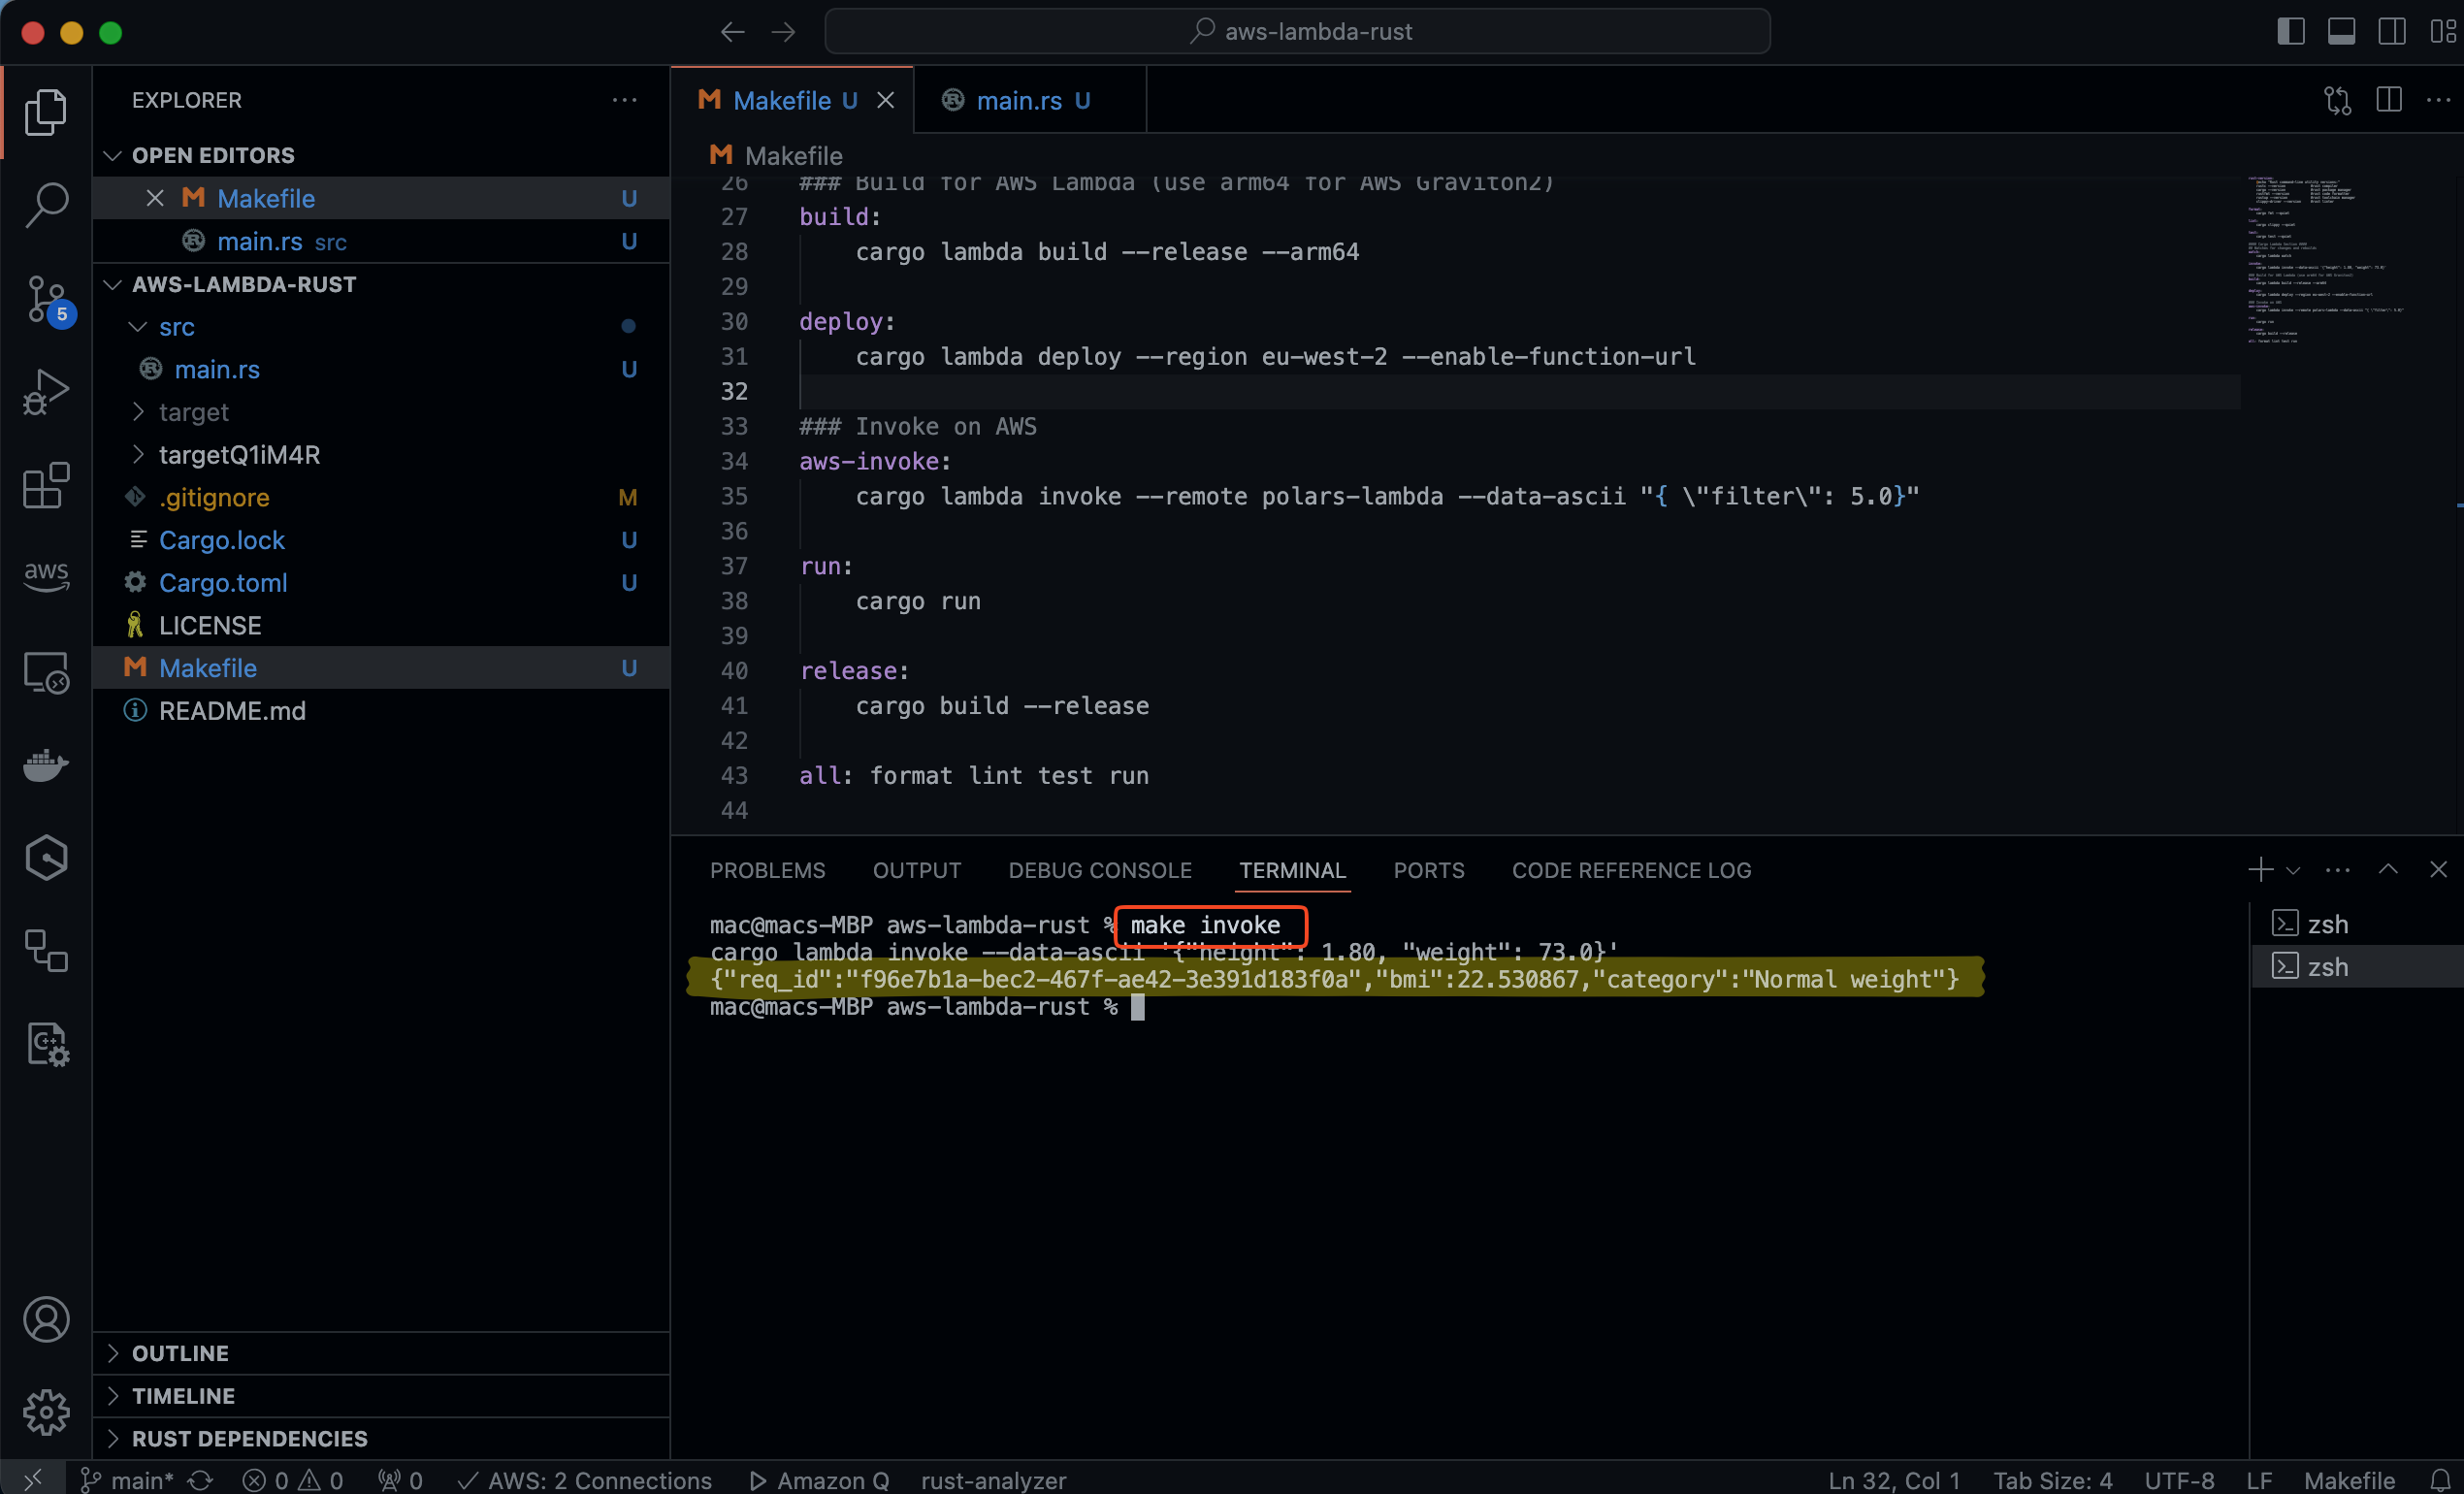 aws-lambda-rust
EXPLORER
OPEN EDITORS
Makefile U
main.rs src U
AWS-LAMBDA-RUST
src
main.rs U
target
targetQ1iM4R
.gitignore M
Cargo.lock U
Cargo.toml U
LICENSE
Makefile U
README.md
OUTLINE
TIMELINE
RUST DEPENDENCIES
5
aws
Makefile U
main.rs U
Makefile
26 ### Build for AWS Lambda (use arm64 for AWS Graviton2)
27 build:
28 cargo lambda build --release --arm64
29
30 deploy:
31 cargo lambda deploy --region eu-west-2 --enable-function-url
32
33 ### Invoke on AWS
34 aws-invoke:
35 cargo lambda invoke --remote polars-lambda --data-ascii "{ \"filter\": 5.0}"
36
37 run:
38 cargo run
39
40 release:
41 cargo build --release
42
43 all: format lint test run
44
PROBLEMS OUTPUT DEBUG CONSOLE TERMINAL PORTS CODE REFERENCE LOG
mac@macs-MBP aws-lambda-rust % make invoke
cargo lambda invoke --data-ascii '{"height": 1.80, "weight": 73.0}'
{"req_id":"f96e7b1a-bec2-467f-ae42-3e391d183f0a","bmi":22.530867,"category":"Normal weight"}
mac@macs-MBP aws-lambda-rust %
zsh
zsh
main* 0 0 0 AWS: 2 Connections Amazon Q rust-analyzer Ln 32, Col 1 Tab Size: 4 UTF-8 LF Makefile